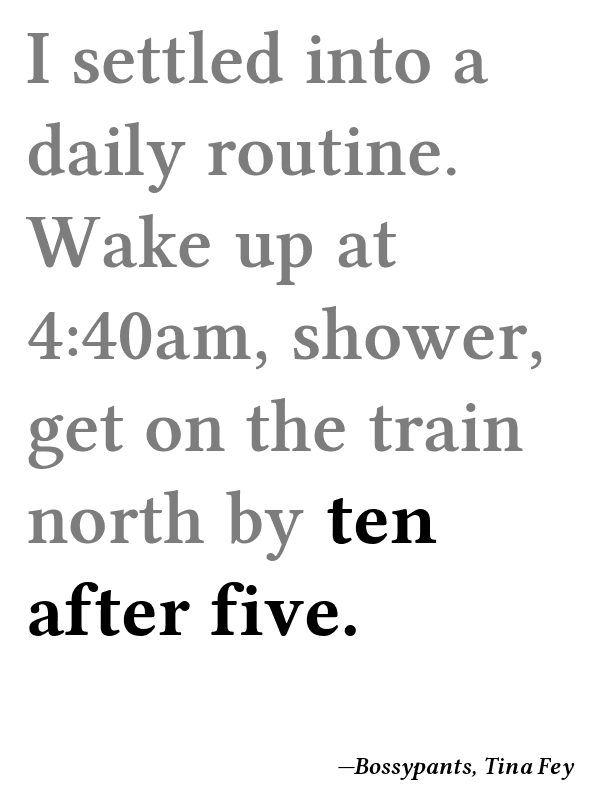 I settled into a
daily routine.
Wake up at
4:40am, shower,
get on the train
north by ten
after five.
—Bossypants, Tina Fey